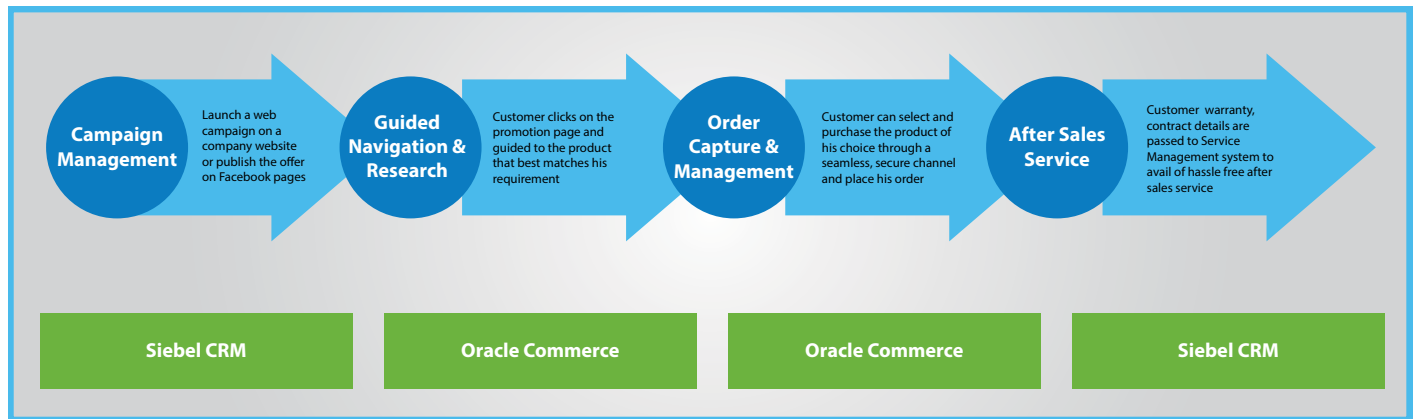 Campaign
Management
Launch a web
campaign on a
company website
or publish the offer
on Facebook pages
Guided
Navigation &
Research
Customer clicks on the
promotion page and
guided to the product
that best matches his
requirement
Order
Capture &
Management
Customer can select and
purchase the product of
his choice through a
seamless, secure channel
and place his order
After Sales
Service
Customer warranty,
contract details are
passed to Service
Management system to
avail of hassle free after
sales service
Siebel CRM
Oracle Commerce
Oracle Commerce
Siebel CRM